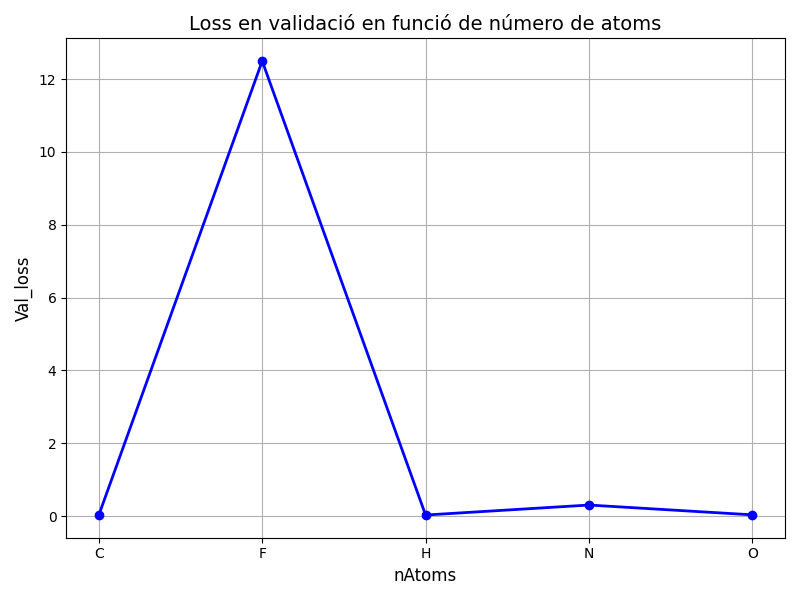 Loss en validació en funció de número de atoms
Val_loss
12
10
8
6
4
2
0
C F H N O
nAtoms